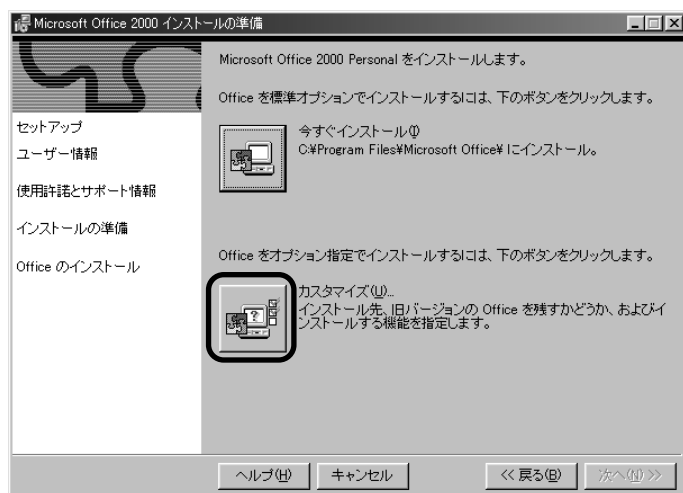 Microsoft Office 2000 インストールの準備
Microsoft Office 2000 Personal をインストールします。
Office を標準オプションでインストールするには、下のボタンをクリックします。
セットアップ
ユーザー情報
使用許諾とサポート情報
インストールの準備
Office のインストール
今すぐインストール(I)
C:¥Program Files¥Microsoft Office¥ にインストール。
Office をオプション指定でインストールするには、下のボタンをクリックします。
カスタマイズ(U)...
インストール先、旧バージョンの Office を残すかどうか、およびイ
ンストールする機能を指定します。
ヘルプ(H)
キャンセル
<< 戻る(B)
次へ(N) >>